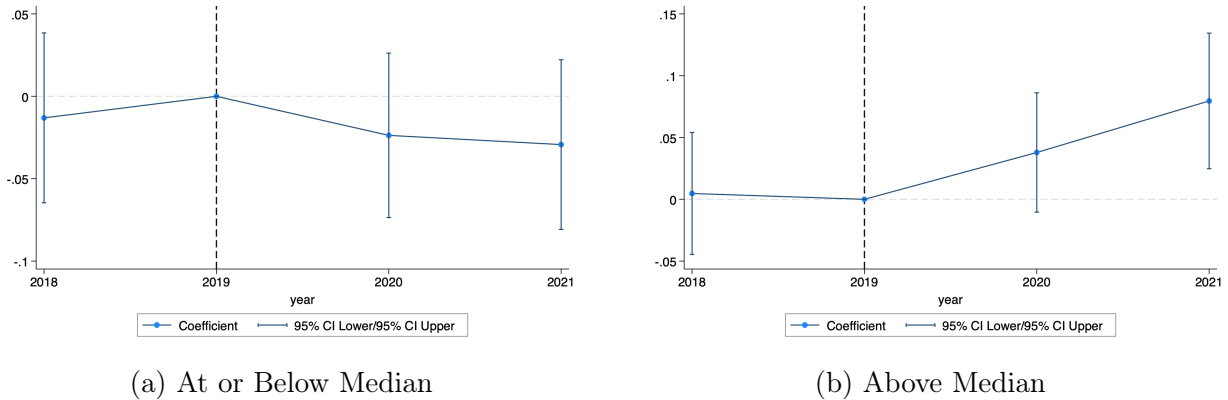 .05
0
-.05
-.1
2018 2019 2020 2021
year
Coefficient 95% CI Lower/95% CI Upper
(a) At or Below Median
.15
.1
.05
0
-.05
2018 2019 2020 2021
year
Coefficient 95% CI Lower/95% CI Upper
(b) Above Median